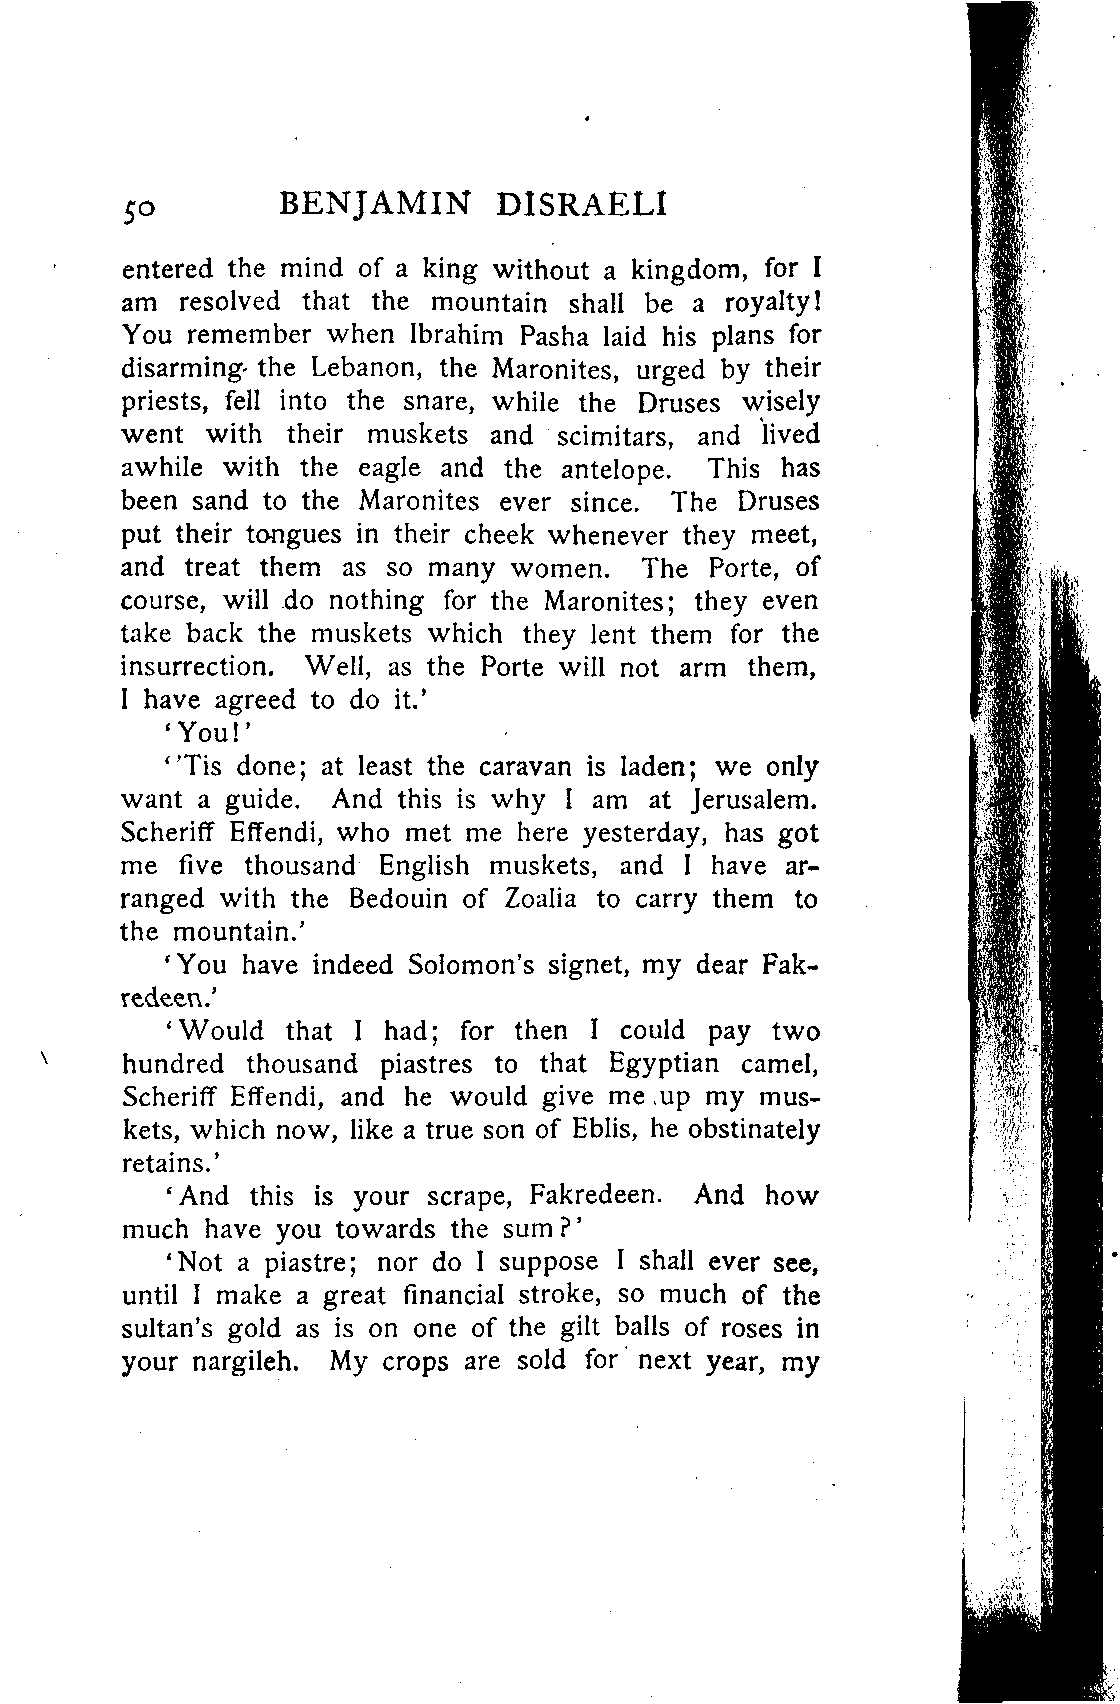 50 BENJAMIN DISRAELI
entered the mind of a king without a kingdom, for I
am resolved that the mountain shall be a royalty!
You remember when Ibrahim Pasha laid his plans for
disarming the Lebanon, the Maronites, urged by their
priests, fell into the snare, while the Druses wisely
went with their muskets and scimitars, and lived
awhile with the eagle and the antelope. This has
been sand to the Maronites ever since. The Druses
put their tongues in their cheek whenever they meet,
and treat them as so many women. The Porte, of
course, will do nothing for the Maronites; they even
take back the muskets which they lent them for the
insurrection. Well, as the Porte will not arm them,
I have agreed to do it.'
'You!'
''Tis done; at least the caravan is laden; we only
want a guide. And this is why I am at Jerusalem.
Scheriff Effendi, who met me here yesterday, has got
me five thousand English muskets, and I have ar-
ranged with the Bedouin of Zoalia to carry them to
the mountain.'
'You have indeed Solomon's signet, my dear Fak-
redeen.'
'Would that I had; for then I could pay two
hundred thousand piastres to that Egyptian camel,
Scheriff Effendi, and he would give me up my mus-
kets, which now, like a true son of Eblis, he obstinately
retains.'
'And this is your scrape, Fakredeen. And how
much have you towards the sum?'
'Not a piastre; nor do I suppose I shall ever see,
until I make a great financial stroke, so much of the
sultan's gold as is on one of the gilt balls of roses in
your nargileh. My crops are sold for next year, my